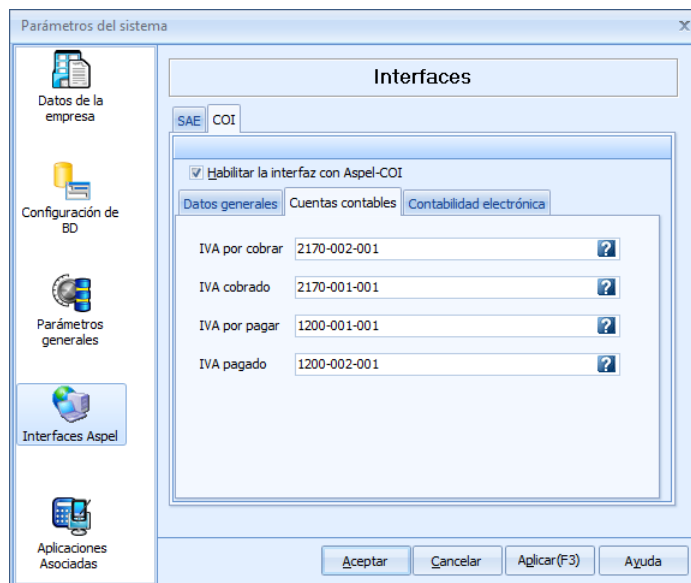 Parámetros del sistema
x
Datos de la
empresa
Configuración de
BD
Parámetros
generales
Interfaces Aspel
Aplicaciones
Asociadas
Interfaces
SAE COI
Habilitar la interfaz con Aspel-COI
Datos generales Cuentas contables Contabilidad electrónica
IVA por cobrar 2170-002-001 ?
IVA cobrado 2170-001-001 ?
IVA por pagar 1200-001-001 ?
IVA pagado 1200-002-001 ?
Aceptar Cancelar Aplicar(F3) Ayuda